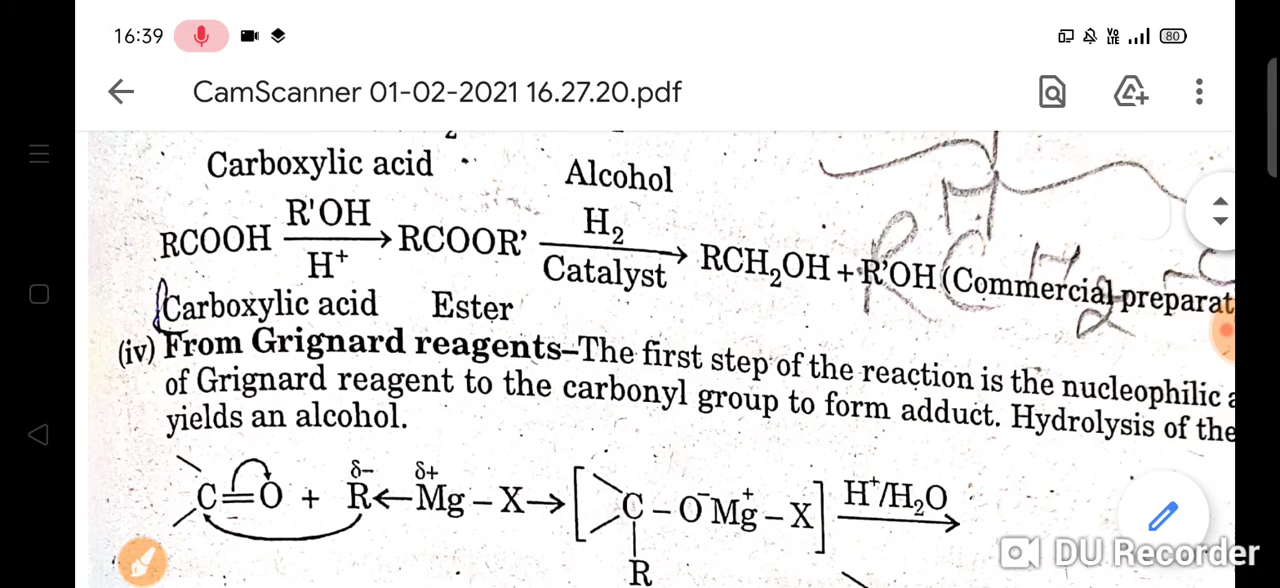 16:39
VO
LTE
80
CamScanner 01-02-2021 16.27.20.pdf
Carboxylic acid
Alcohol
RCOOH R'OH H⁺ → RCOOR' H₂ Catalyst → RCH₂OH + R'OH (Commercial preparat
Carboxylic acid Ester
(iv) From Grignard reagents–The first step of the reaction is the nucleophilic a
of Grignard reagent to the carbonyl group to form adduct. Hydrolysis of the
yields an alcohol.
δ– δ+
C=O + R←Mg – X→[ C – O⁻Mg⁺ – X] H⁺/H₂O →
R
DU Recorder